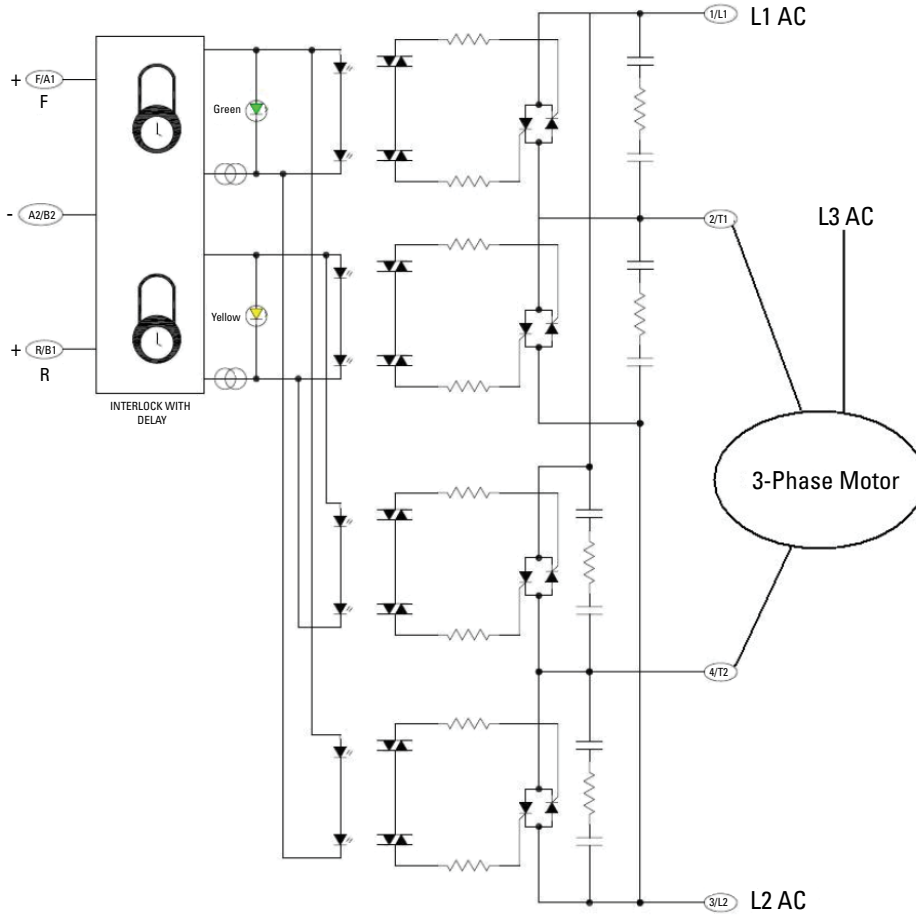 1/L1 L1 AC
+ F/A1
F
Green
- A2/B2
2/T1
L3 AC
Yellow
+ R/B1
R
INTERLOCK WITH
DELAY
3-Phase Motor
4/T2
3/L2 L2 AC